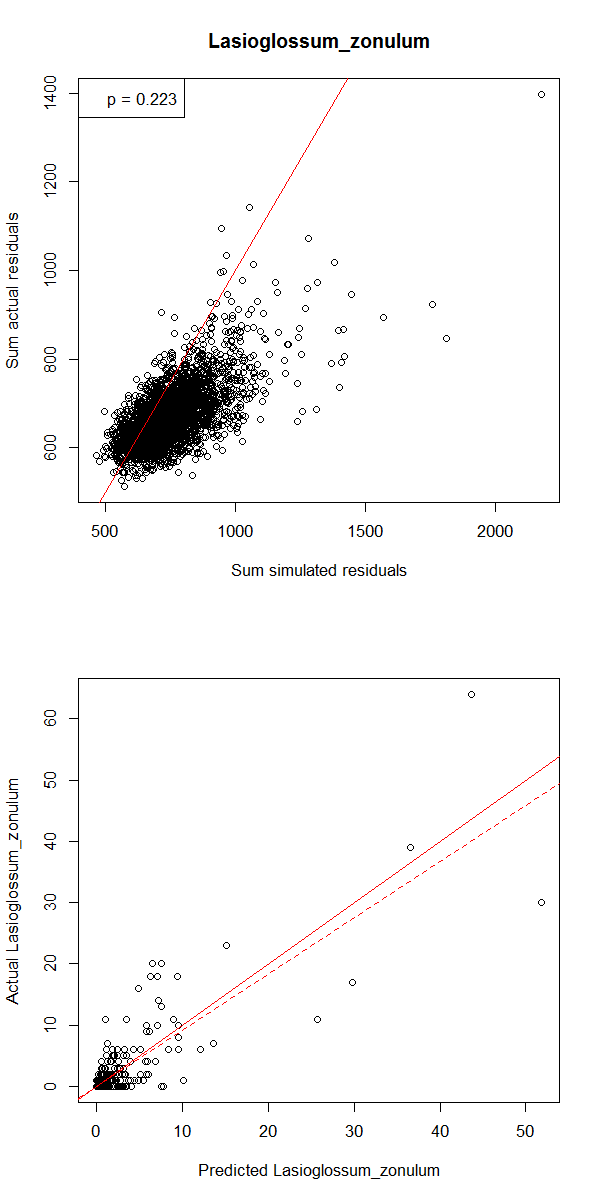 Lasioglossum_zonulum
p = 0.223
Sum actual residuals
1400
1200
1000
800
600
500 1000 1500 2000
Sum simulated residuals
Actual Lasioglossum_zonulum
60
50
40
30
20
10
0
0 10 20 30 40 50
Predicted Lasioglossum_zonulum